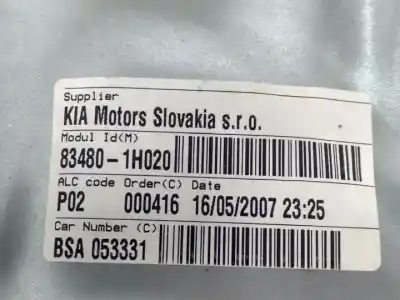 Supplier
KIA Motors Slovakia s.r.o.
Modul Id(M)
83480-1H020
ALC code Order(C) Date
P02 000416 16/05/2007 23:25
Car Number (C)
BSA 053331